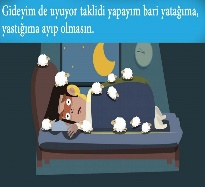 Gideyim de uyuyor taklidi yapayım bari yatağıma,
yastığıma ayıp olmasın.